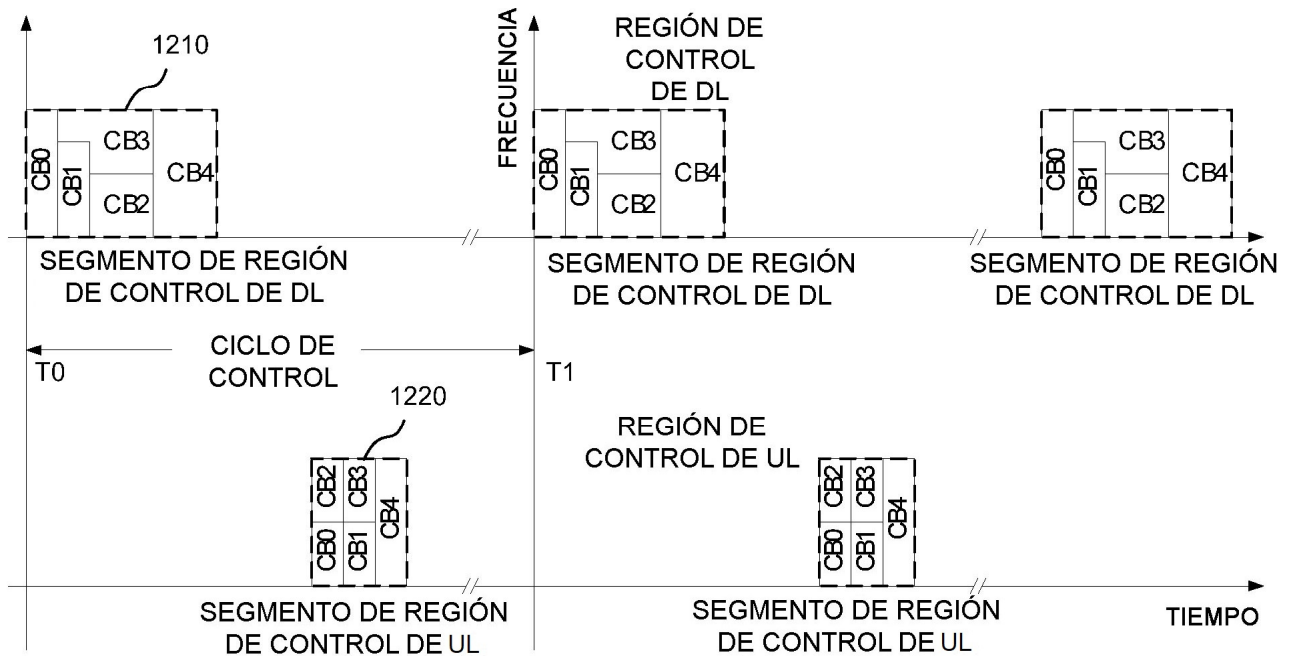 1210
FRECUENCIA
REGIÓN DE
CONTROL
DE DL
CB0
CB1
CB3
CB2
CB4
CB0
CB1
CB3
CB2
CB4
CB0
CB1
CB3
CB2
CB4
SEGMENTO DE REGIÓN
DE CONTROL DE DL
SEGMENTO DE REGIÓN
DE CONTROL DE DL
SEGMENTO DE REGIÓN
DE CONTROL DE DL
T0
CICLO DE
CONTROL
T1
1220
REGIÓN DE
CONTROL DE UL
CB2
CB3
CB0
CB1
CB4
CB2
CB3
CB0
CB1
CB4
SEGMENTO DE REGIÓN
DE CONTROL DE UL
SEGMENTO DE REGIÓN
DE CONTROL DE UL
TIEMPO